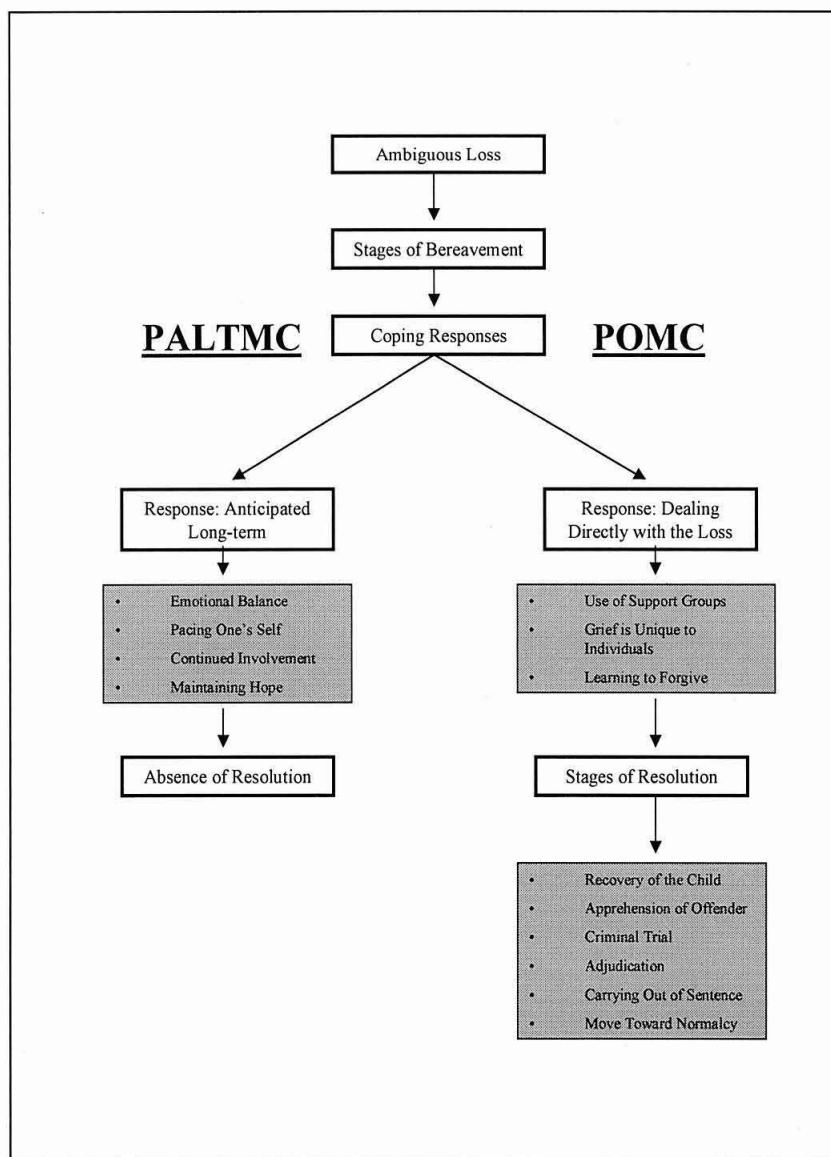 Ambiguous Loss
Stages of Bereavement
PALTMC
Coping Responses
POMC
Response: Anticipated
Long-term
Response: Dealing
Directly with the Loss
• Emotional Balance
• Pacing One's Self
• Continued Involvement
• Maintaining Hope
• Use of Support Groups
• Grief is Unique to
Individuals
• Learning to Forgive
Absence of Resolution
Stages of Resolution
• Recovery of the Child
• Apprehension of Offender
• Criminal Trial
• Adjudication
• Carrying Out of Sentence
• Move Toward Normalcy